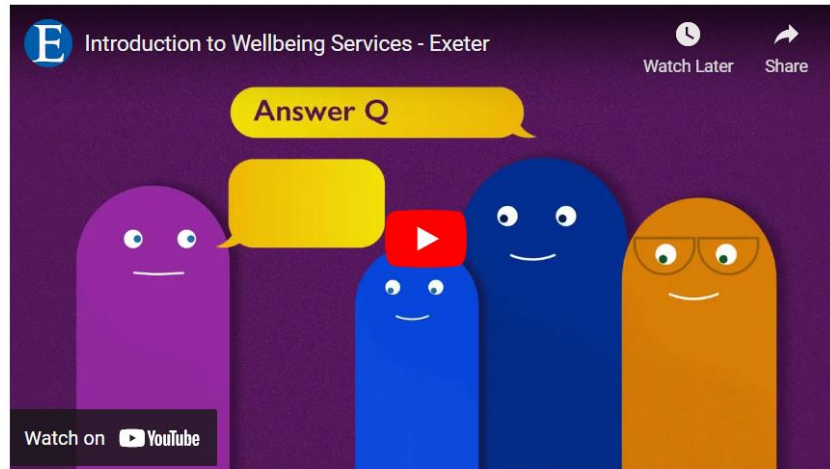 E
Introduction to Wellbeing Services - Exeter
Watch Later
Share
Answer Q
Watch on YouTube